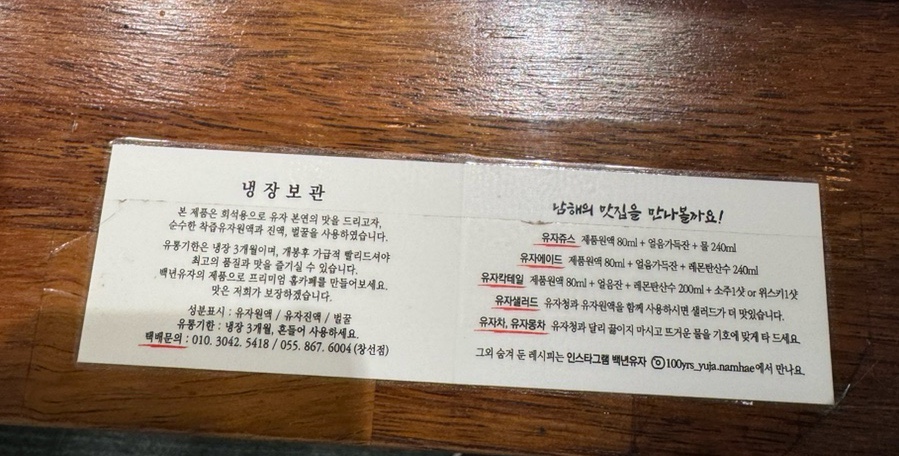 냉장보관
본 제품은 희석용으로 유자 본연의 맛을 드리고자,
순수한 착즙유자원액과 진액, 벌꿀을 사용하였습니다.
유통기한은 냉장 3개월이며, 개봉후 가급적 빨리드셔야
최고의 품질과 맛을 즐기실 수 있습니다.
백년유자의 제품으로 프리미엄 홈카페를 만들어보세요.
맛은 저희가 보장하겠습니다.
성분표시 : 유자원액 / 유자진액 / 벌꿀
유통기한 : 냉장 3개월, 흔들어 사용하세요.
택배문의 : 010. 3042. 5418 / 055. 867. 6004 (창선점)
남해의 맛집을 만나볼까요!
유자쥬스 제품원액 80ml + 얼음가득잔 + 물 240ml
유자에이드 제품원액 80ml + 얼음가득잔 + 레몬탄산수 240ml
유자칵테일 제품원액 80ml + 얼음잔 + 레몬탄산수 200ml + 소주1샷 or 위스키1샷
유자샐러드 유자청과 유자원액을 함께 사용하시면 샐러드가 더 맛있습니다.
유자차, 유자몽차 유자청과 달리 끓이지 마시고 뜨거운 물을 기호에 맞게 타 드세요.
그외 숨겨 둔 레시피는 인스타그램 백년유자 100yrs_yuja.namhae에서 만나요.